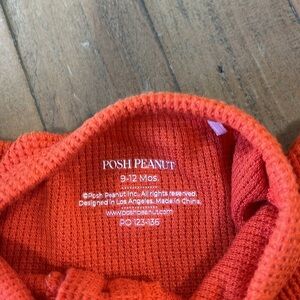 POSH PEANUT
9-12 Mos.
©Posh Peanut Inc. All rights reserved.
Designed in Los Angeles. Made in China.
www.poshpeanut.com
PO 123-136